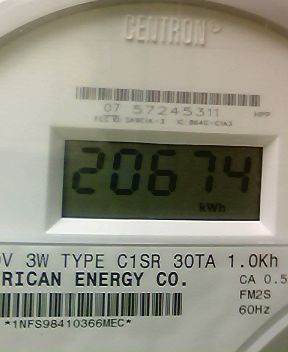 CENTRON
07 57245311 HPP
20674
kWh
V 3W TYPE C1SR 30TA 1.0Kh
RICAN ENERGY CO. CA 0.5
FM2S
*1NFS98410366MEC* 60Hz